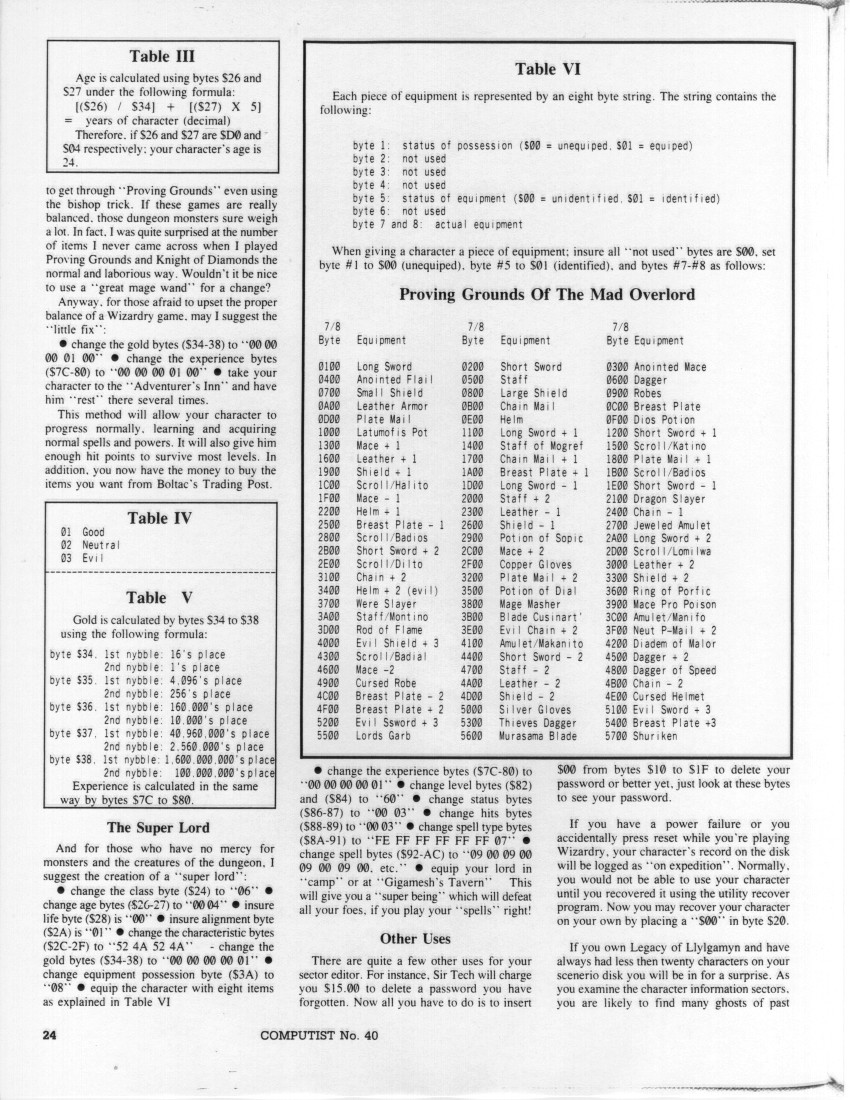 Table III
Age is calculated using bytes $26 and
$27 under the following formula:
[($26) / $34] + [($27) X 5]
= years of character (decimal)
Therefore, if $26 and $27 are $D0 and
$04 respectively; your character's age is
24.
to get through "Proving Grounds" even using
the bishop trick. If these games are really
balanced, those dungeon monsters sure weigh
a lot. In fact, I was quite surprised at the number
of items I never came across when I played
Proving Grounds and Knight of Diamonds the
normal and laborious way. Wouldn't it be nice
to use a "great mage wand" for a change?
Anyway, for those afraid to upset the proper
balance of a Wizardry game, may I suggest the
"little fix":
● change the gold bytes ($34-38) to "00 00
00 01 00" ● change the experience bytes
($7C-80) to "00 00 00 01 00" ● take your
character to the "Adventurer's Inn" and have
him "rest" there several times.
This method will allow your character to
progress normally, learning and acquiring
normal spells and powers. It will also give him
enough hit points to survive most levels. In
addition, you now have the money to buy the
items you want from Boltac's Trading Post.
Table IV
01 Good
02 Neutral
03 Evil
Table V
Gold is calculated by bytes $34 to $38
using the following formula:
byte $34, 1st nybble: 16's place
2nd nybble: 1's place
byte $35, 1st nybble: 4,096's place
2nd nybble: 256's place
byte $36, 1st nybble: 160,000's place
2nd nybble: 10,000's place
byte $37, 1st nybble: 40,960,000's place
2nd nybble: 2,560,000's place
byte $38, 1st nybble: 1,600,000,000's place
2nd nybble: 100,000,000's place
Experience is calculated in the same
way by bytes $7C to $80.
The Super Lord
And for those who have no mercy for
monsters and the creatures of the dungeon, I
suggest the creation of a "super lord":
● change the class byte ($24) to "06" ●
change age bytes ($26-27) to "00 04" ● insure
life byte ($28) is "00" ● insure alignment byte
($2A) is "01" ● change the characteristic bytes
($2C-2F) to "52 4A 52 4A" - change the
gold bytes ($34-38) to "00 00 00 00 01" ●
change equipment possession byte ($3A) to
"08" ● equip the character with eight items
as explained in Table VI
Table VI
Each piece of equipment is represented by an eight byte string. The string contains the
following:
byte 1: status of possession ($00 = unequiped, $01 = equiped)
byte 2: not used
byte 3: not used
byte 4: not used
byte 5: status of equipment ($00 = unidentified, $01 = identified)
byte 6: not used
byte 7 and 8: actual equipment
When giving a character a piece of equipment; insure all "not used" bytes are $00, set
byte #1 to $00 (unequiped), byte #5 to $01 (identified), and bytes #7-#8 as follows:
Proving Grounds Of The Mad Overlord
7/8 7/8 7/8
Byte Equipment Byte Equipment Byte Equipment
0100 Long Sword 0200 Short Sword 0300 Anointed Mace
0400 Anointed Flail 0500 Staff 0600 Dagger
0700 Small Shield 0800 Large Shield 0900 Robes
0A00 Leather Armor 0B00 Chain Mail 0C00 Breast Plate
0D00 Plate Mail 0E00 Helm 0F00 Dios Potion
1000 Latumofis Pot 1100 Long Sword + 1 1200 Short Sword + 1
1300 Mace + 1 1400 Staff of Mogref 1500 Scroll/Katino
1600 Leather + 1 1700 Chain Mail + 1 1800 Plate Mail + 1
1900 Shield + 1 1A00 Breast Plate + 1 1B00 Scroll/Badios
1C00 Scroll/Halito 1D00 Long Sword - 1 1E00 Short Sword - 1
1F00 Mace - 1 2000 Staff + 2 2100 Dragon Slayer
2200 Helm + 1 2300 Leather - 1 2400 Chain - 1
2500 Breast Plate - 1 2600 Shield - 1 2700 Jeweled Amulet
2800 Scroll/Badios 2900 Potion of Sopic 2A00 Long Sword + 2
2B00 Short Sword + 2 2C00 Mace + 2 2D00 Scroll/Lomilwa
2E00 Scroll/Dilto 2F00 Copper Gloves 3000 Leather + 2
3100 Chain + 2 3200 Plate Mail + 2 3300 Shield + 2
3400 Helm + 2 (evil) 3500 Potion of Dial 3600 Ring of Porfic
3700 Were Slayer 3800 Mage Masher 3900 Mace Pro Poison
3A00 Staff/Montino 3B00 Blade Cusinart' 3C00 Amulet/Manifo
3D00 Rod of Flame 3E00 Evil Chain + 2 3F00 Neut P-Mail + 2
4000 Evil Shield + 3 4100 Amulet/Makanito 4200 Diadem of Malor
4300 Scroll/Badial 4400 Short Sword - 2 4500 Dagger + 2
4600 Mace -2 4700 Staff - 2 4800 Dagger of Speed
4900 Cursed Robe 4A00 Leather - 2 4B00 Chain - 2
4C00 Breast Plate - 2 4D00 Shield - 2 4E00 Cursed Helmet
4F00 Breast Plate + 2 5000 Silver Gloves 5100 Evil Sword + 3
5200 Evil Ssword + 3 5300 Thieves Dagger 5400 Breast Plate +3
5500 Lords Garb 5600 Murasama Blade 5700 Shuriken
● change the experience bytes ($7C-80) to
"00 00 00 00 01" ● change level bytes ($82)
and ($84) to "60" ● change status bytes
($86-87) to "00 03" ● change hits bytes
($88-89) to "00 03" ● change spell type bytes
($8A-91) to "FE FF FF FF FF FF 07" ●
change spell bytes ($92-AC) to "09 00 09 00
09 00 09 00, etc." ● equip your lord in
"camp" or at "Gigamesh's Tavern" This
will give you a "super being" which will defeat
all your foes, if you play your "spells" right!
Other Uses
There are quite a few other uses for your
sector editor. For instance, Sir Tech will charge
you $15.00 to delete a password you have
forgotten. Now all you have to do is to insert
$00 from bytes $10 to $1F to delete your
password or better yet, just look at these bytes
to see your password.
If you have a power failure or you
accidentally press reset while you're playing
Wizardry, your character's record on the disk
will be logged as "on expedition". Normally,
you would not be able to use your character
until you recovered it using the utility recover
program. Now you may recover your character
on your own by placing a "$00" in byte $20.
If you own Legacy of Llylgamyn and have
always had less then twenty characters on your
scenerio disk you will be in for a surprise. As
you examine the character information sectors,
you are likely to find many ghosts of past
24 COMPUTIST No. 40